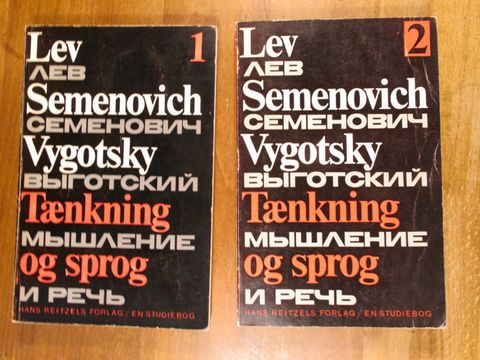 Lev 1
ЛЕВ
Semenovich
СЕМЕНОВИЧ
Vygotsky
ВЫГОТСКИЙ
Tænkning
МЫШЛЕНИЕ
og sprog
И РЕЧЬ
HANS REITZELS FORLAG / EN STUDIEBOG
Lev 2
ЛЕВ
Semenovich
СЕМЕНОВИЧ
Vygotsky
ВЫГОТСКИЙ
Tænkning
МЫШЛЕНИЕ
og sprog
И РЕЧЬ
HANS REITZELS FORLAG / EN STUDIEBOG